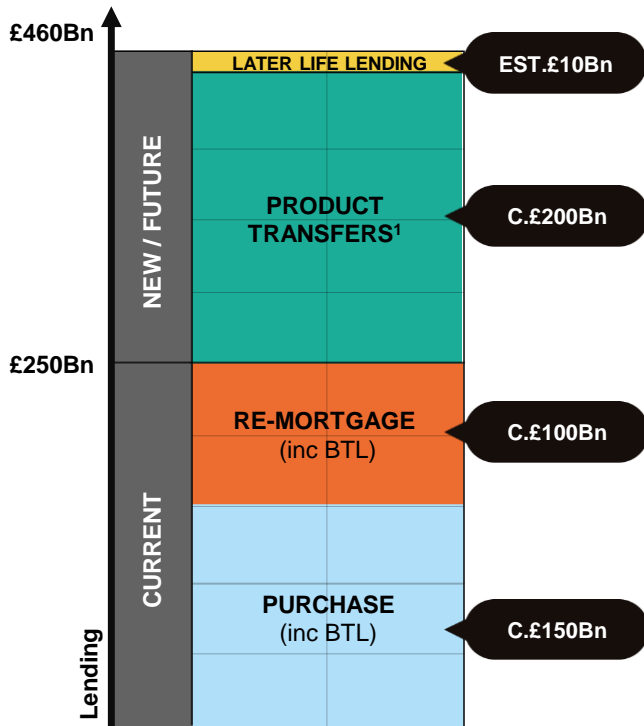 £460Bn
LATER LIFE LENDING
EST.£10Bn
NEW / FUTURE
PRODUCT
TRANSFERS¹
C.£200Bn
£250Bn
RE-MORTGAGE
(inc BTL)
C.£100Bn
CURRENT
PURCHASE
(inc BTL)
C.£150Bn
Lending